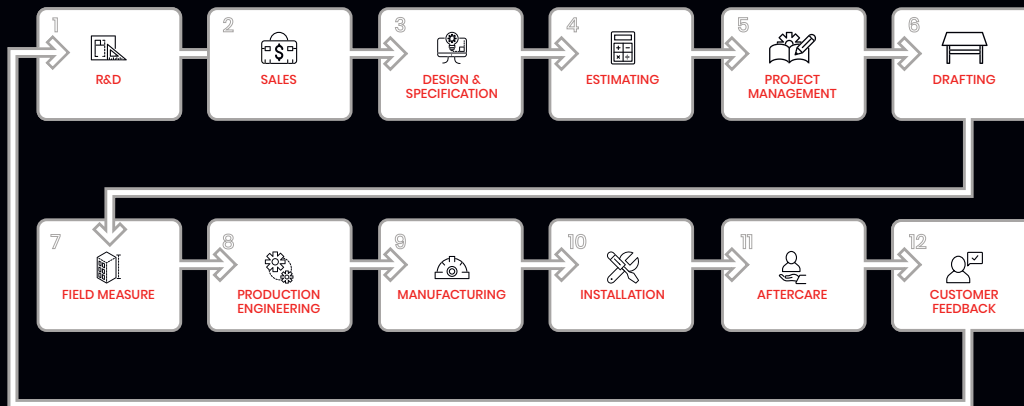 1
R&D
2
$
SALES
3
DESIGN &
SPECIFICATION
4
ESTIMATING
5
PROJECT
MANAGEMENT
6
DRAFTING
7
FIELD MEASURE
8
PRODUCTION
ENGINEERING
9
MANUFACTURING
10
INSTALLATION
11
AFTERCARE
12
CUSTOMER
FEEDBACK